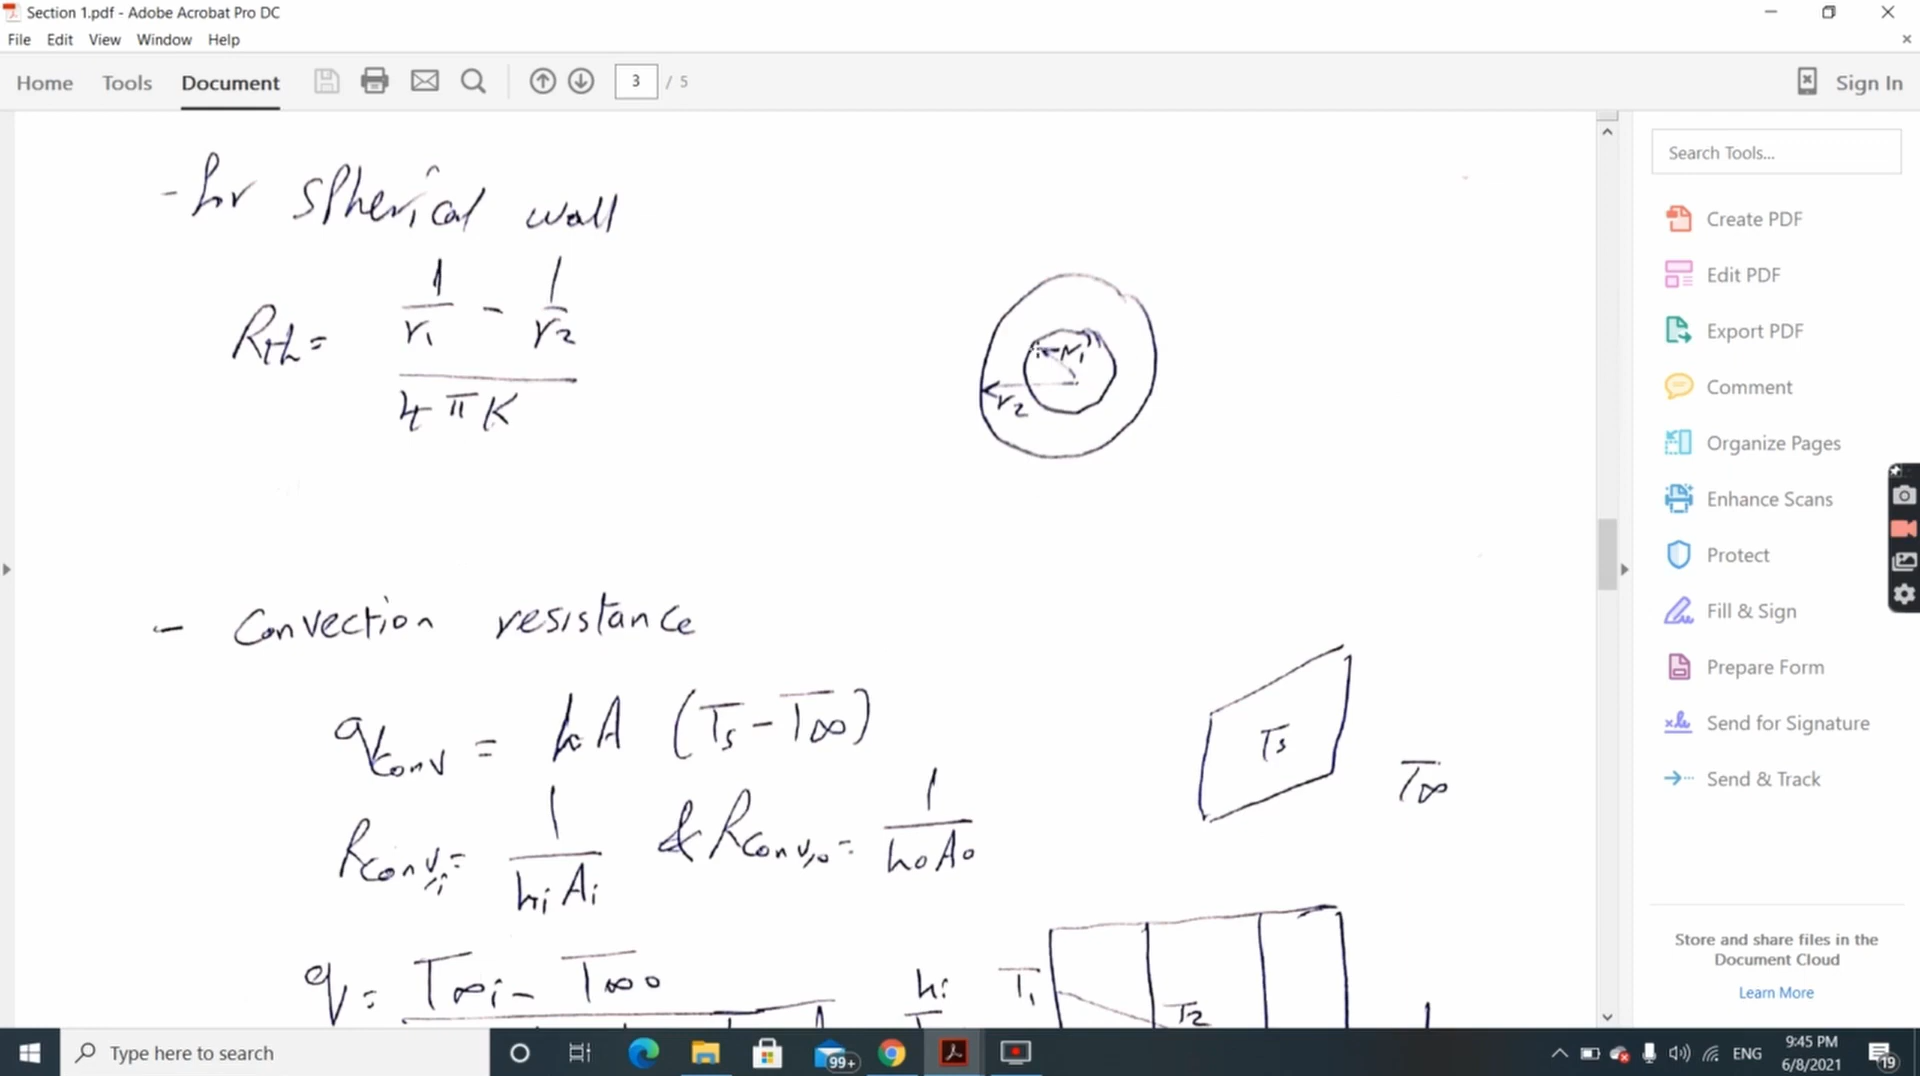 Section 1.pdf - Adobe Acrobat Pro DC
File Edit View Window Help
Home Tools Document 3 / 5 Sign In
- for spherical wall
Rth = (1/r1 - 1/r2) / 4πK
r1
r2
- Convection resistance
qconv = hA (Ts - T∞)
Ts
T∞
Rconv,i = 1/hiAi & Rconv,o = 1/hoAo
q = T∞i - T∞o
hi T1
T2
Search Tools...
Create PDF
Edit PDF
Export PDF
Comment
Organize Pages
Enhance Scans
Protect
Fill & Sign
Prepare Form
Send for Signature
Send & Track
Store and share files in the
Document Cloud
Learn More
Type here to search
99+
ENG
9:45 PM
6/8/2021
19